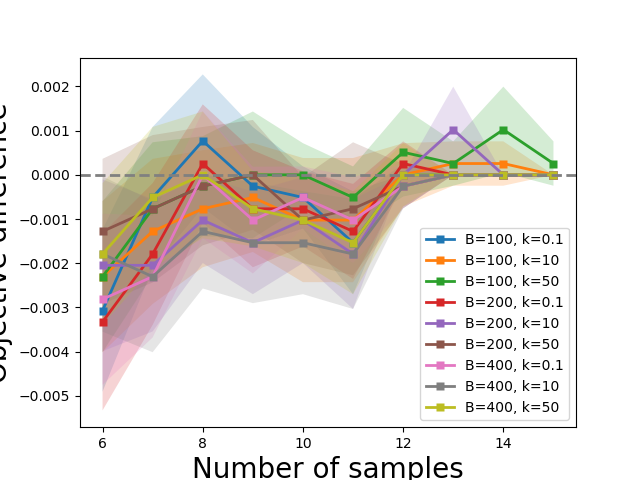 Objective difference
0.002
0.001
0.000
−0.001
−0.002
−0.003
−0.004
−0.005
B=100, k=0.1
B=100, k=10
B=100, k=50
B=200, k=0.1
B=200, k=10
B=200, k=50
B=400, k=0.1
B=400, k=10
B=400, k=50
6 8 10 12 14
Number of samples